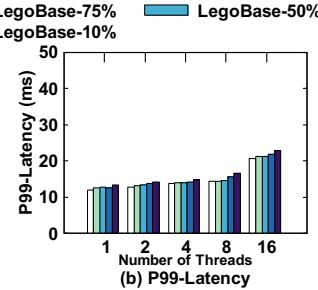 LegoBase-75% LegoBase-50%
LegoBase-10%
50
40
30
20
10
0
P99-Latency (ms)
1 2 4 8 16
Number of Threads
(b) P99-Latency